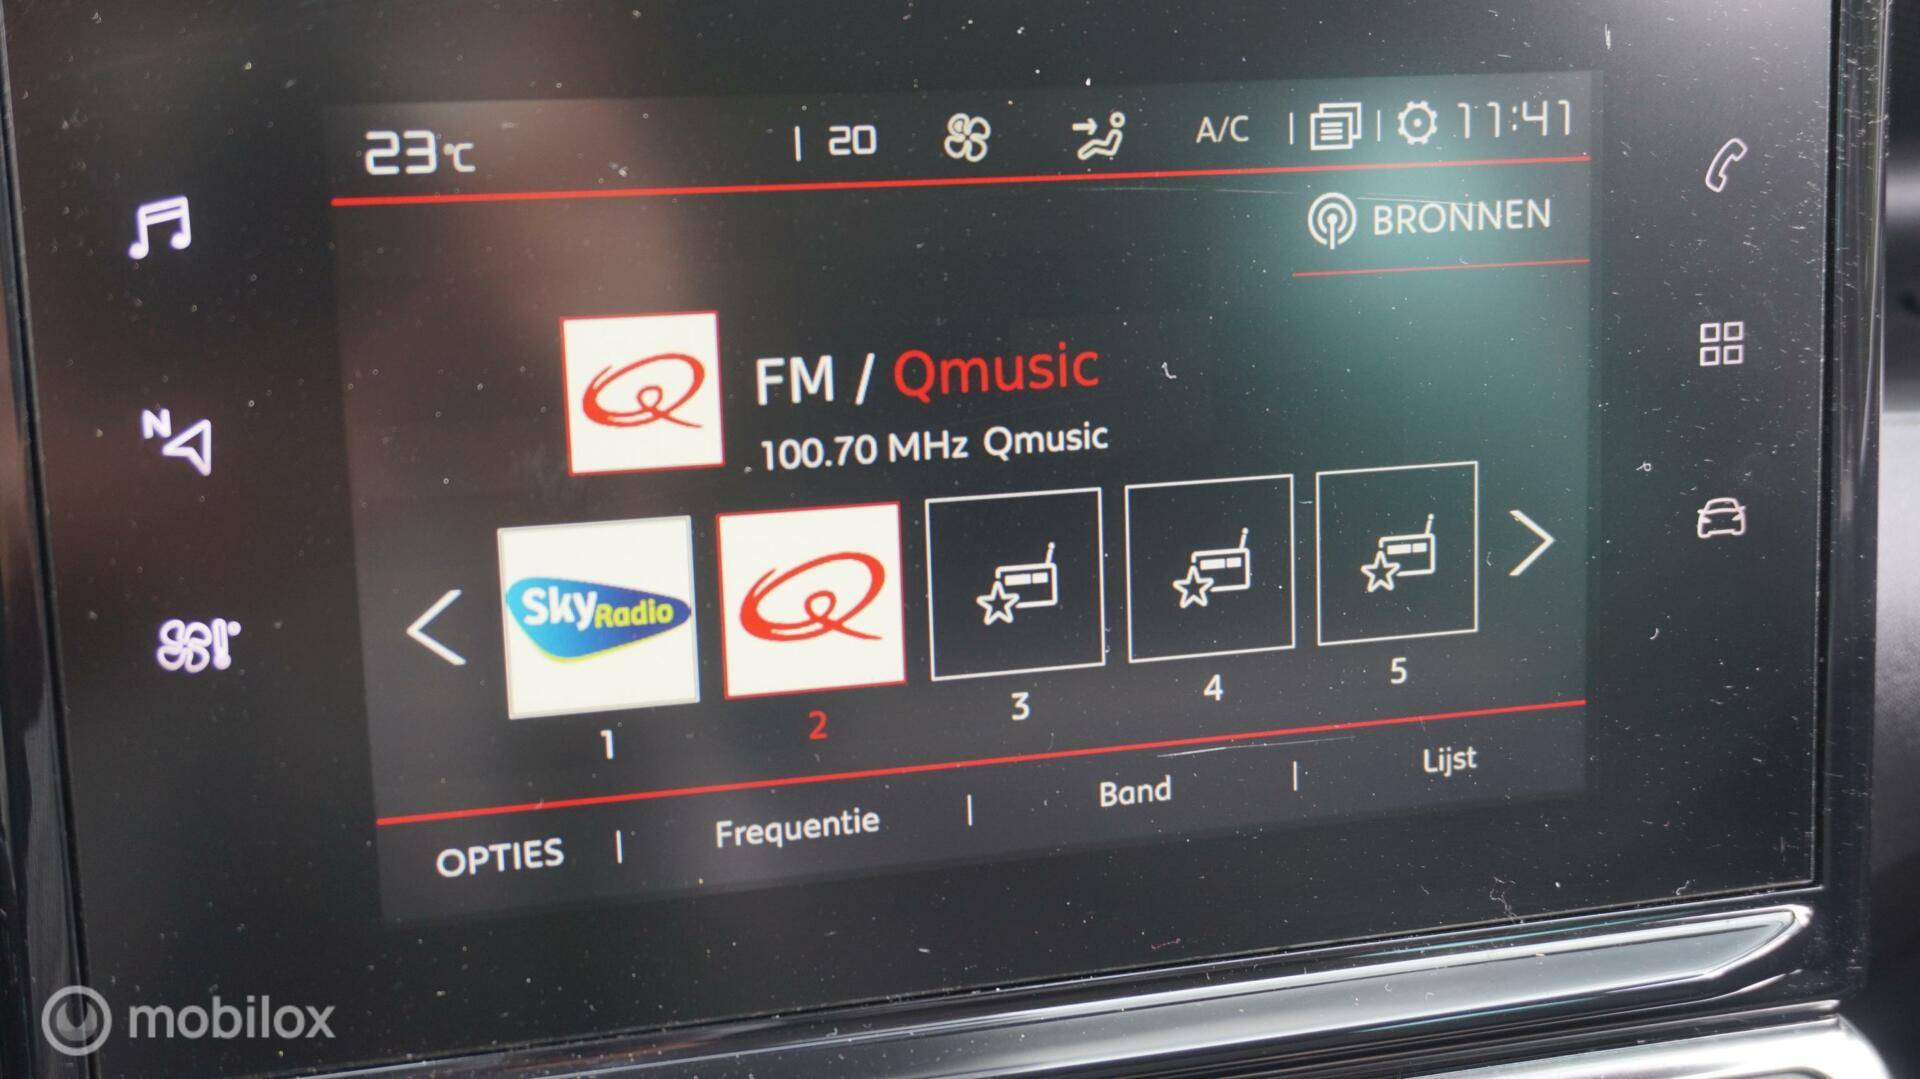 23°C | 20 A/C | | 11:41
BRONNEN
FM / Qmusic
100.70 MHz Qmusic
N
Sky Radio
Q
Q
1 2 3 4 5
OPTIES | Frequentie | Band | Lijst
mobilox